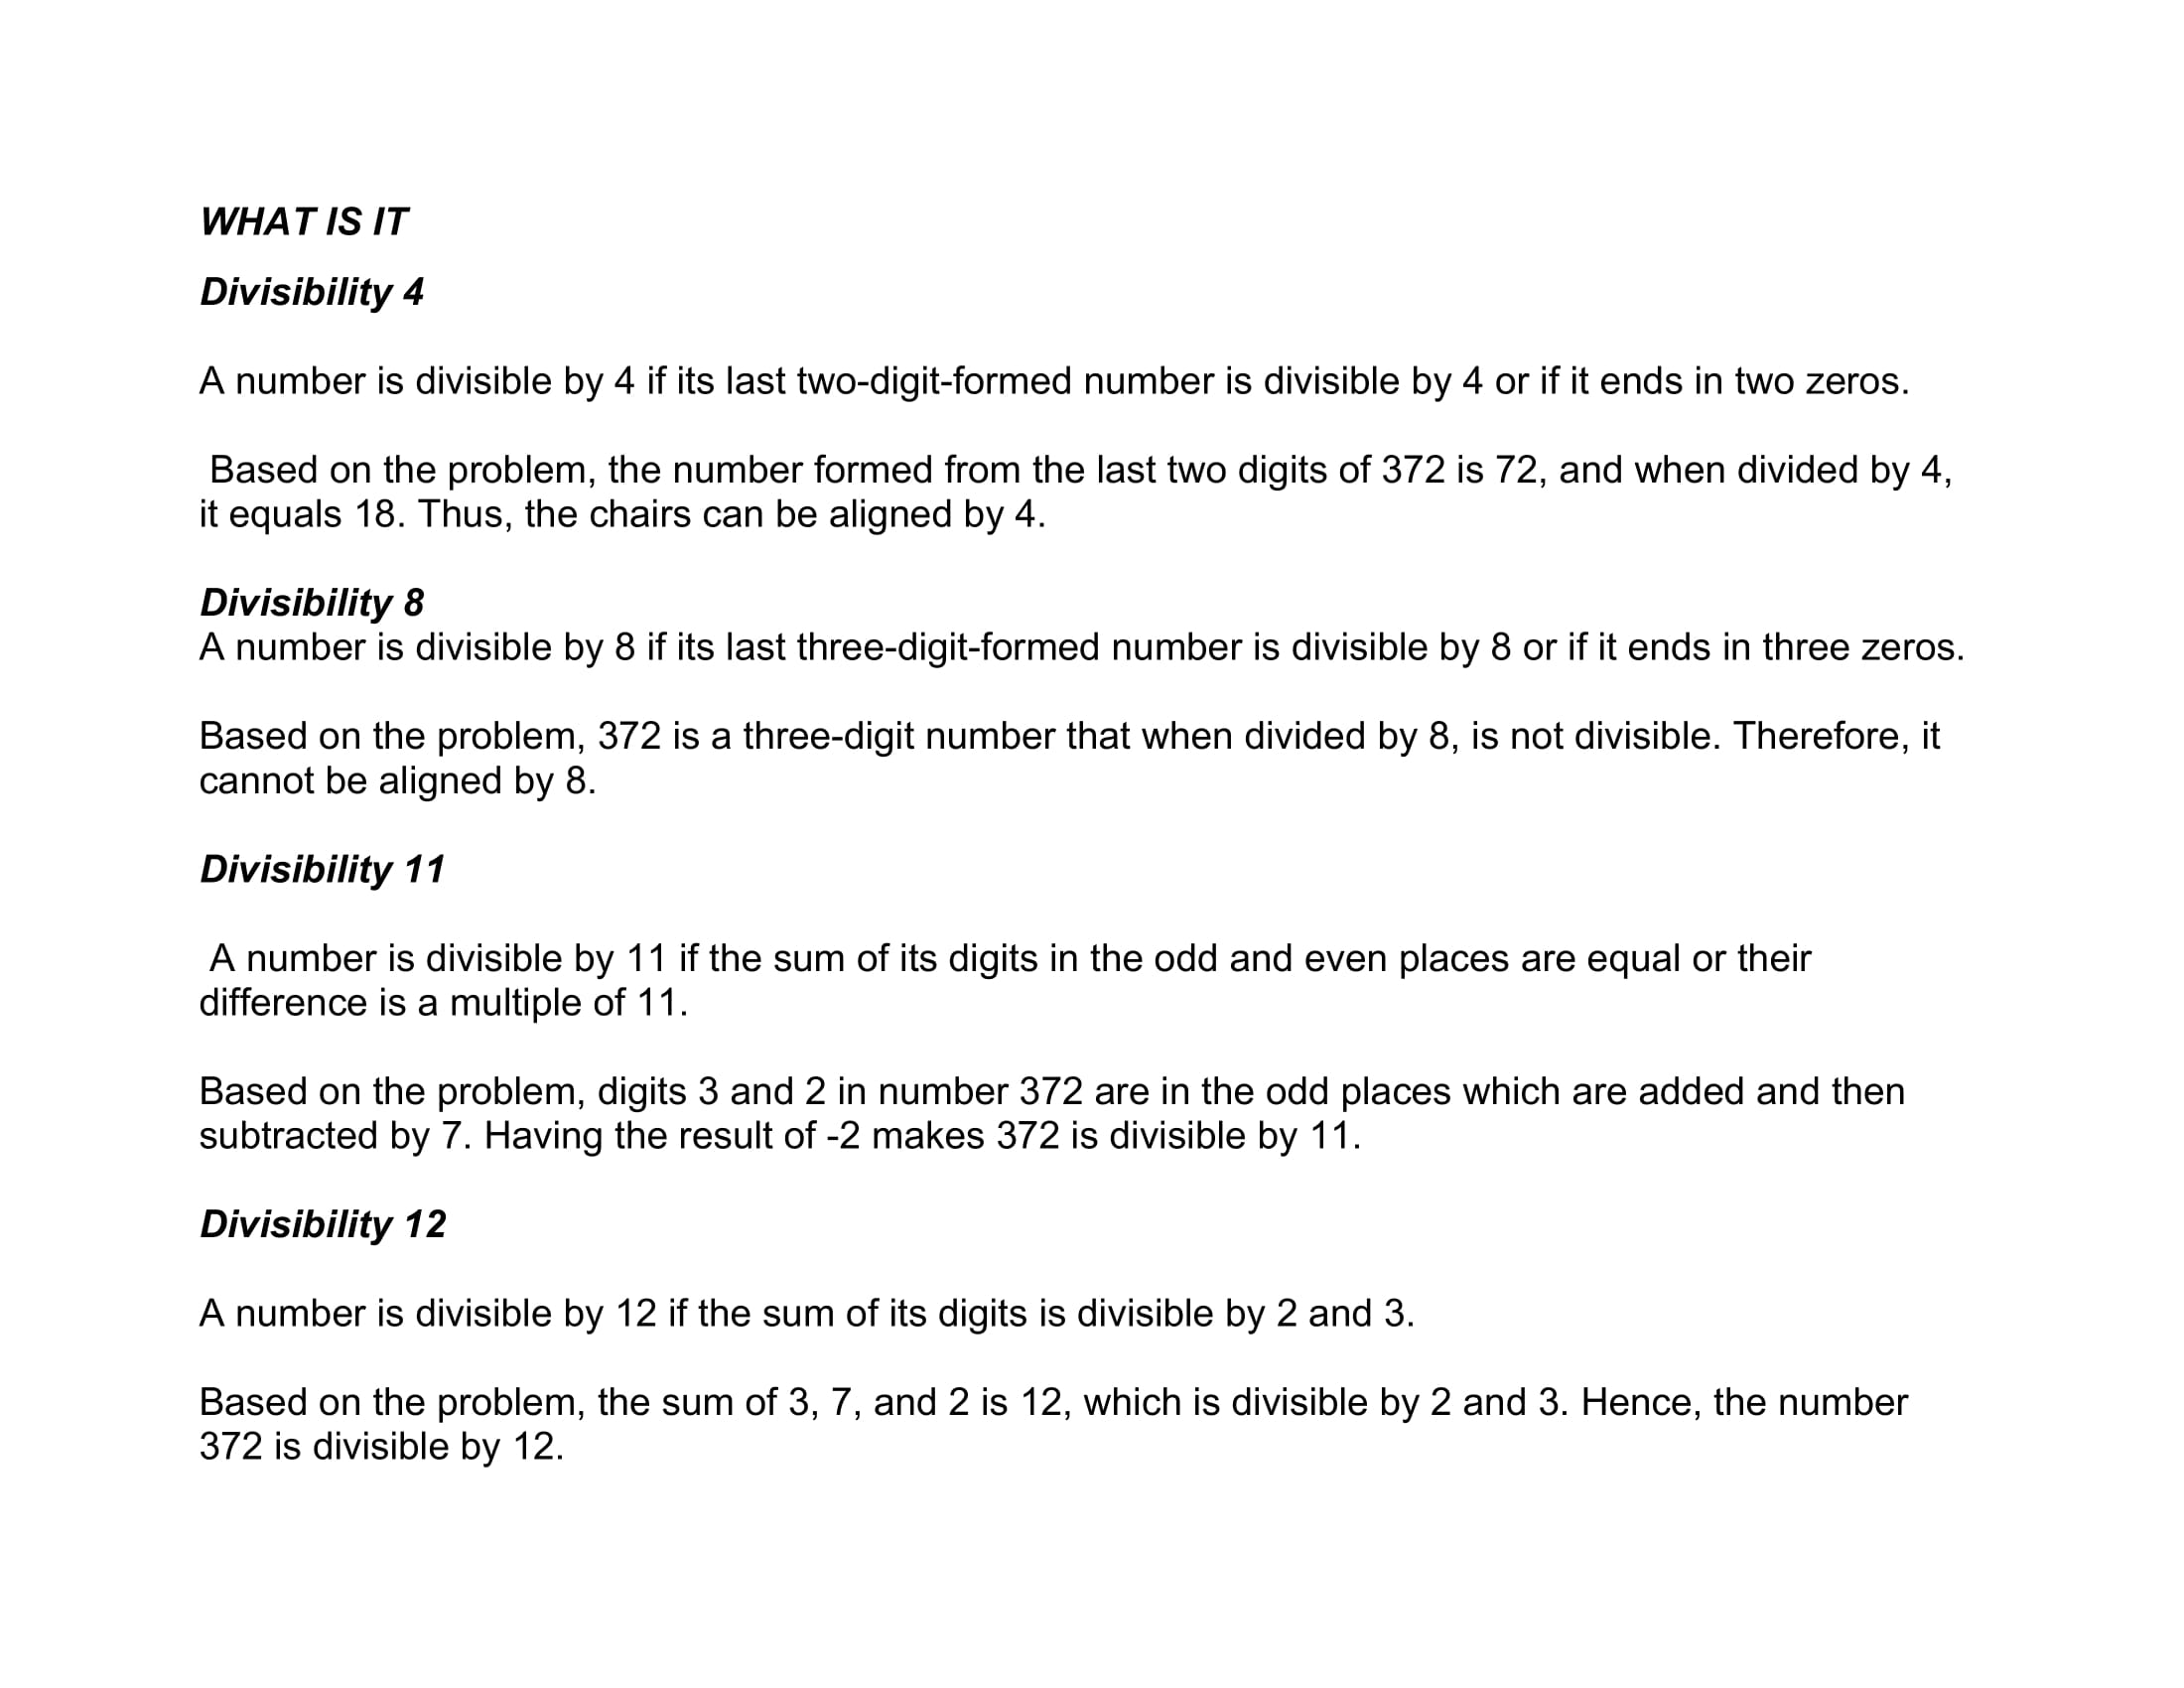 WHAT IS IT
Divisibility 4
A number is divisible by 4 if its last two-digit-formed number is divisible by 4 or if it ends in two zeros.
Based on the problem, the number formed from the last two digits of 372 is 72, and when divided by 4,
it equals 18. Thus, the chairs can be aligned by 4.
Divisibility 8
A number is divisible by 8 if its last three-digit-formed number is divisible by 8 or if it ends in three zeros.
Based on the problem, 372 is a three-digit number that when divided by 8, is not divisible. Therefore, it
cannot be aligned by 8.
Divisibility 11
A number is divisible by 11 if the sum of its digits in the odd and even places are equal or their
difference is a multiple of 11.
Based on the problem, digits 3 and 2 in number 372 are in the odd places which are added and then
subtracted by 7. Having the result of -2 makes 372 is divisible by 11.
Divisibility 12
A number is divisible by 12 if the sum of its digits is divisible by 2 and 3.
Based on the problem, the sum of 3, 7, and 2 is 12, which is divisible by 2 and 3. Hence, the number
372 is divisible by 12.